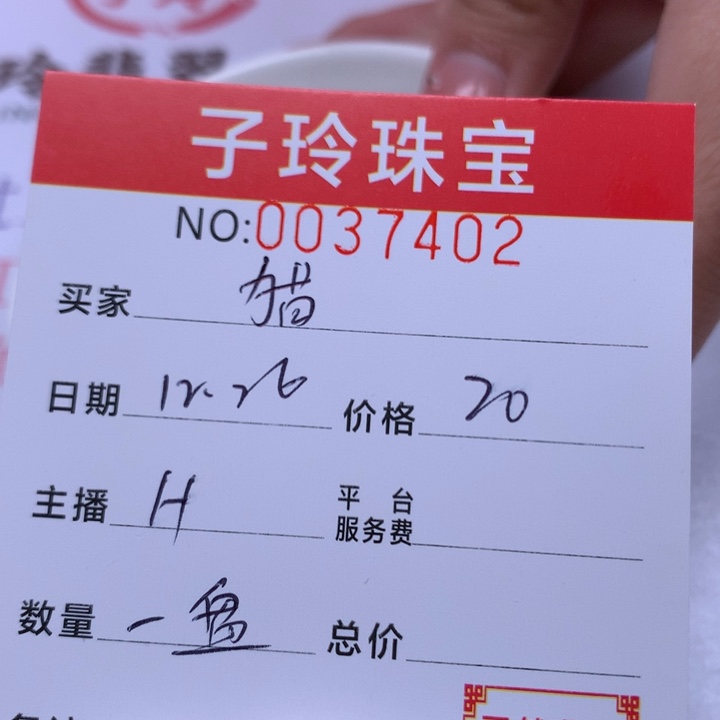 子玲珠宝
NO:0037402
买家 猎
日期 12.26 价格 20
主播 H 平台服务费
数量 一盘 总价